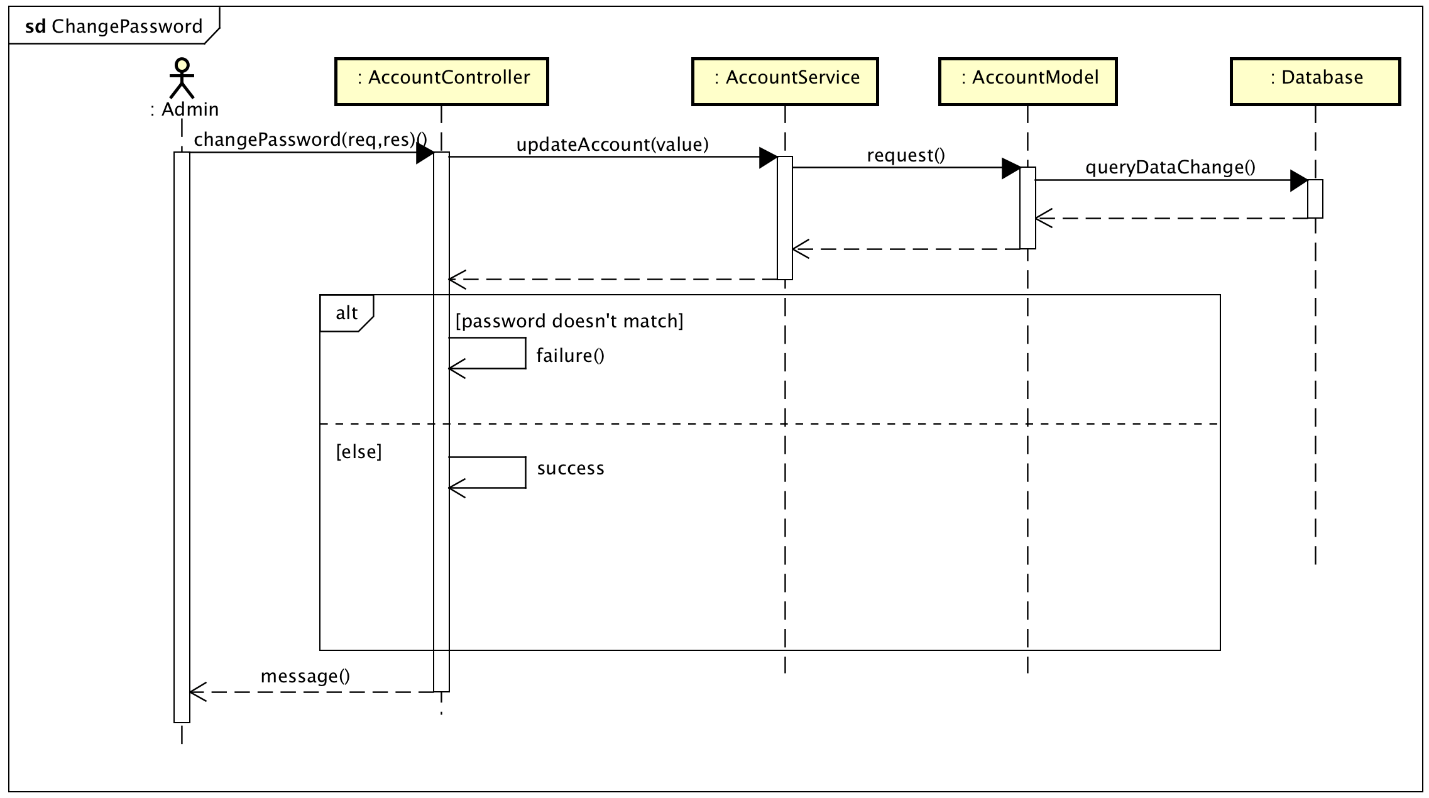 sd ChangePassword
: Admin
: AccountController
: AccountService
: AccountModel
: Database
changePassword(req,res)()
updateAccount(value)
request()
queryDataChange()
alt
[password doesn't match]
failure()
[else]
success
message()